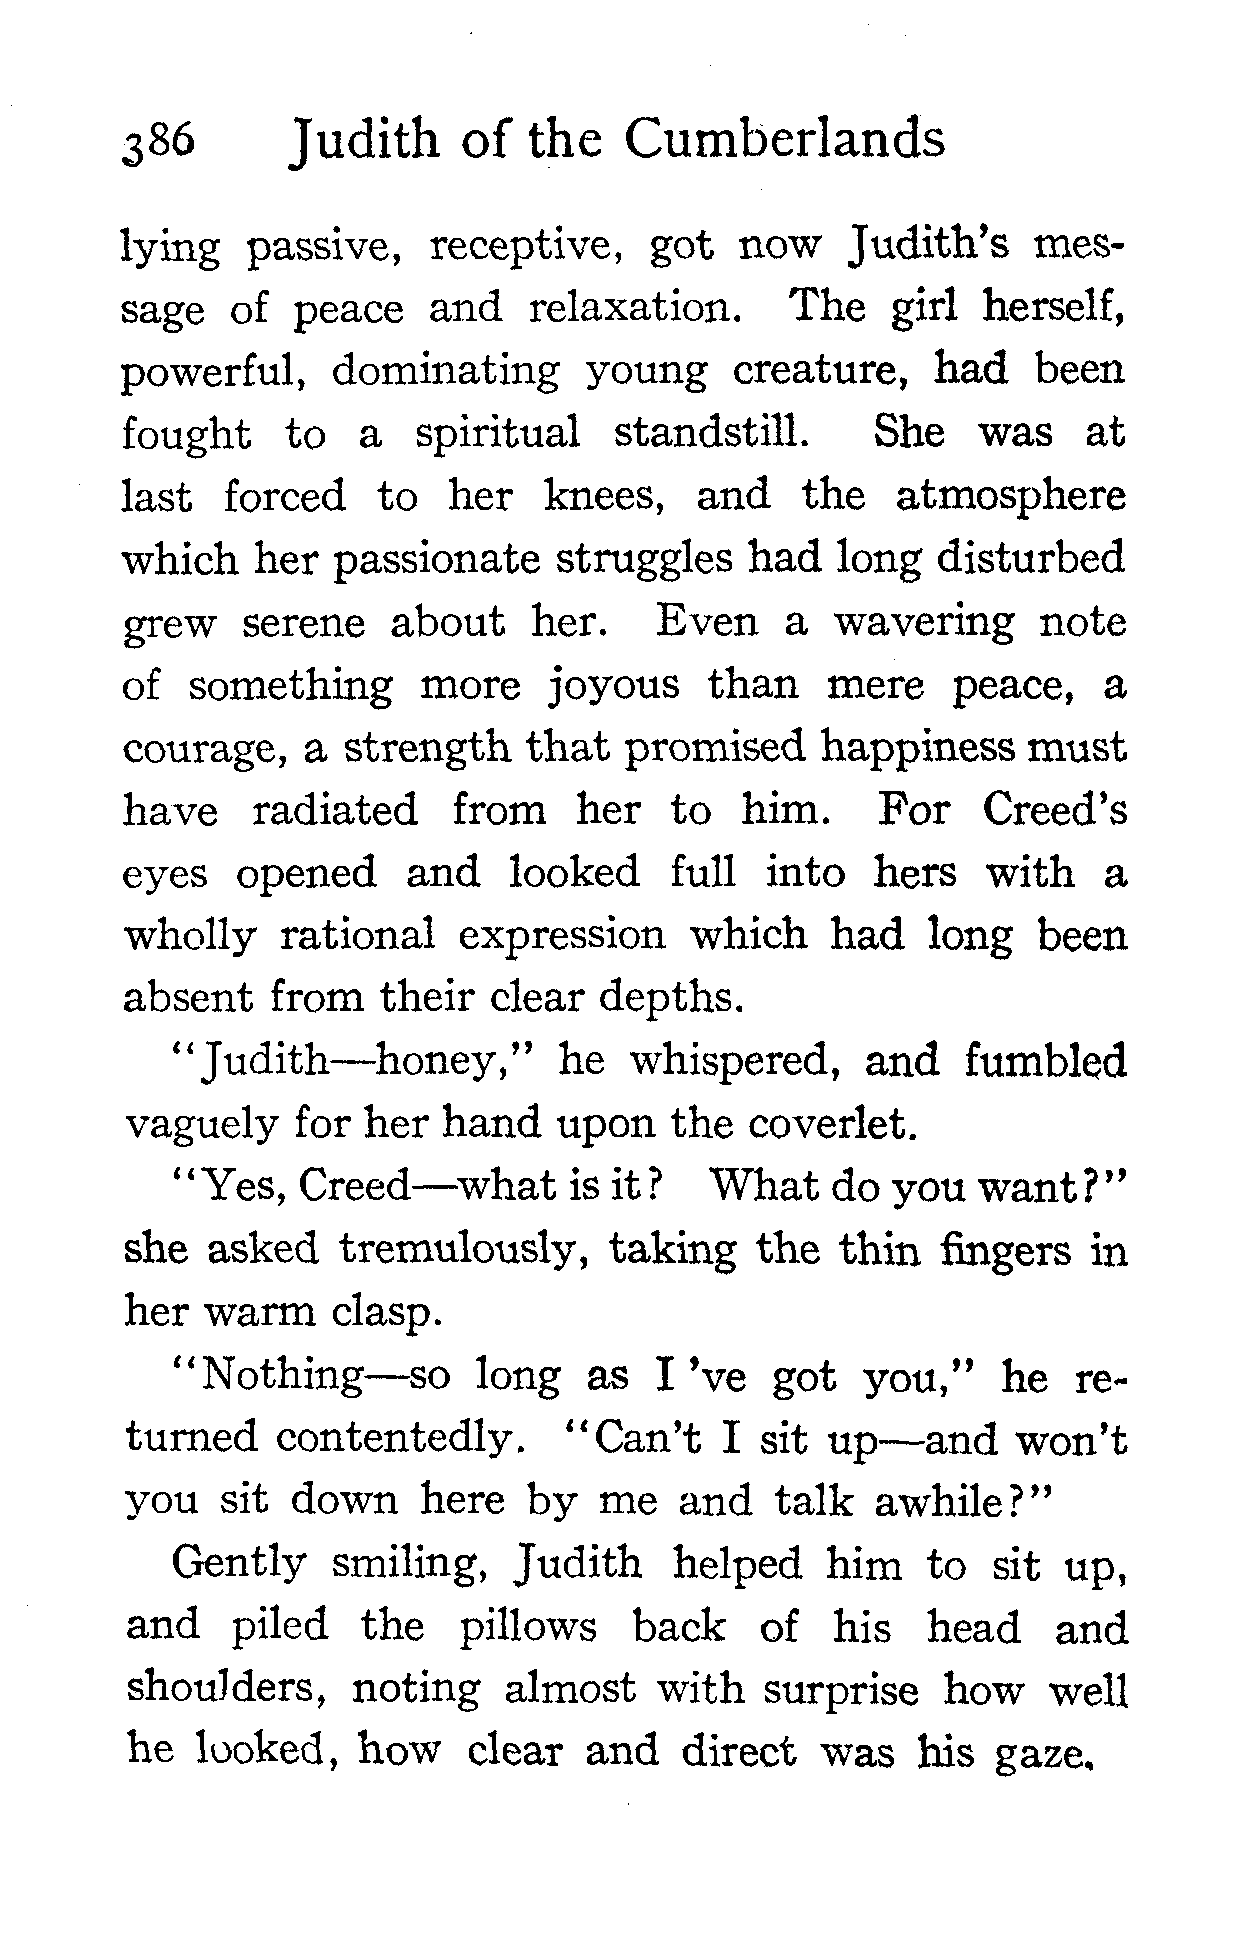 386 Judith of the Cumberlands
lying passive, receptive, got now Judith's mes-
sage of peace and relaxation. The girl herself,
powerful, dominating young creature, had been
fought to a spiritual standstill. She was at
last forced to her knees, and the atmosphere
which her passionate struggles had long disturbed
grew serene about her. Even a wavering note
of something more joyous than mere peace, a
courage, a strength that promised happiness must
have radiated from her to him. For Creed's
eyes opened and looked full into hers with a
wholly rational expression which had long been
absent from their clear depths.
"Judith—honey," he whispered, and fumbled
vaguely for her hand upon the coverlet.
"Yes, Creed—what is it? What do you want?"
she asked tremulously, taking the thin fingers in
her warm clasp.
"Nothing—so long as I 've got you," he re-
turned contentedly. "Can't I sit up—and won't
you sit down here by me and talk awhile?"
Gently smiling, Judith helped him to sit up,
and piled the pillows back of his head and
shoulders, noting almost with surprise how well
he looked, how clear and direct was his gaze.